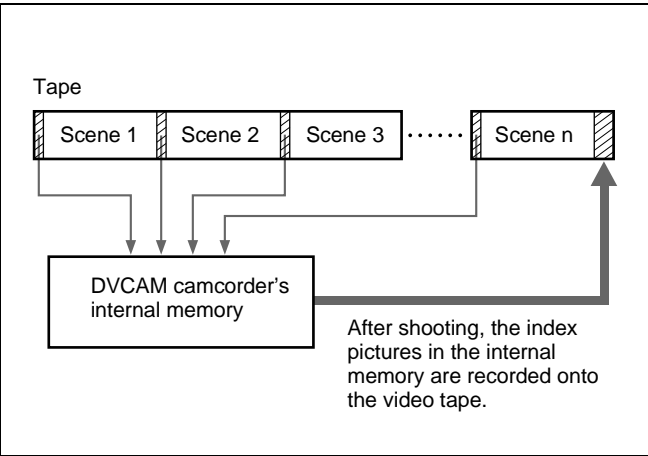 Tape
Scene 1 Scene 2 Scene 3 ...... Scene n
DVCAM camcorder's
internal memory
After shooting, the index
pictures in the internal
memory are recorded onto
the video tape.